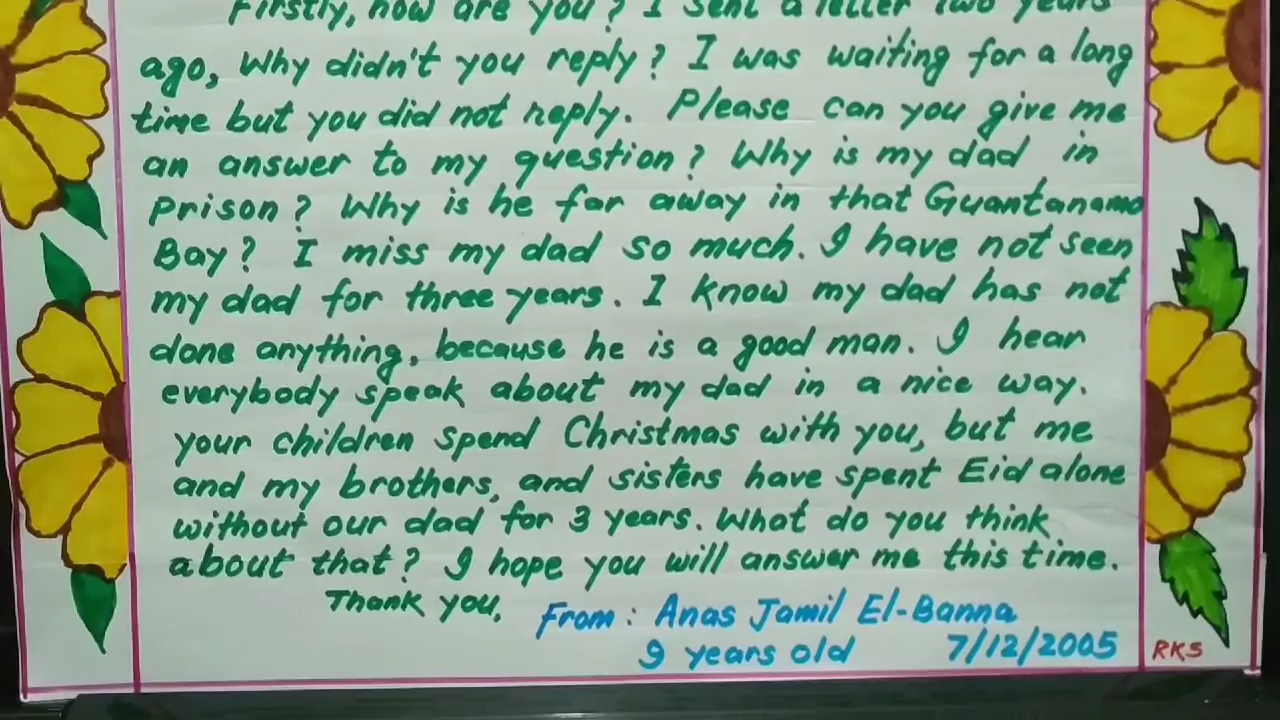 Firstly, how are you? I sent a letter two years
ago, Why didn't you reply? I was waiting for a long
time but you did not reply. Please can you give me
an answer to my question? Why is my dad in
Prison? Why is he far away in that Guantanamo
Bay? I miss my dad so much. I have not seen
my dad for three years. I know my dad has not
done anything, because he is a good man. I hear
everybody speak about my dad in a nice way.
your children spend Christmas with you, but me
and my brothers, and sisters have spent Eid alone
without our dad for 3 years. What do you think
about that? I hope you will answer me this time.
Thank you,
From: Anas Jamil El-Banna
9 years old 7/12/2005
RKS